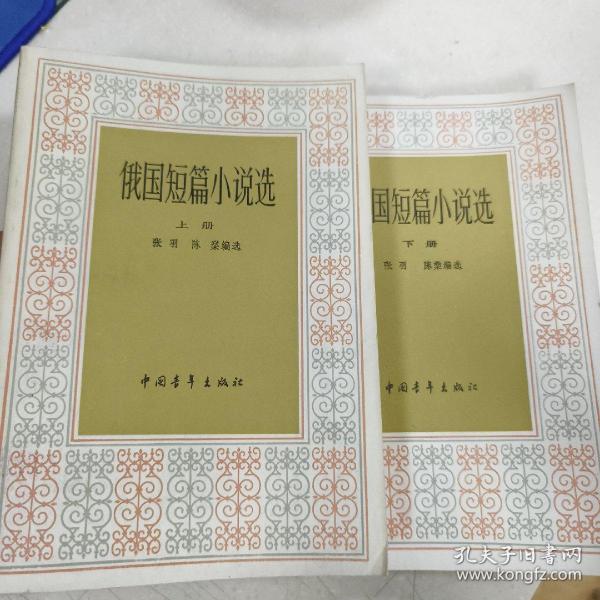 俄国短篇小说选
上册
张羽 陈燊编选
中国青年出版社
国短篇小说选
下册
张羽 陈燊编选
中国青年出版社
孔夫子旧书网
www.kongfz.com